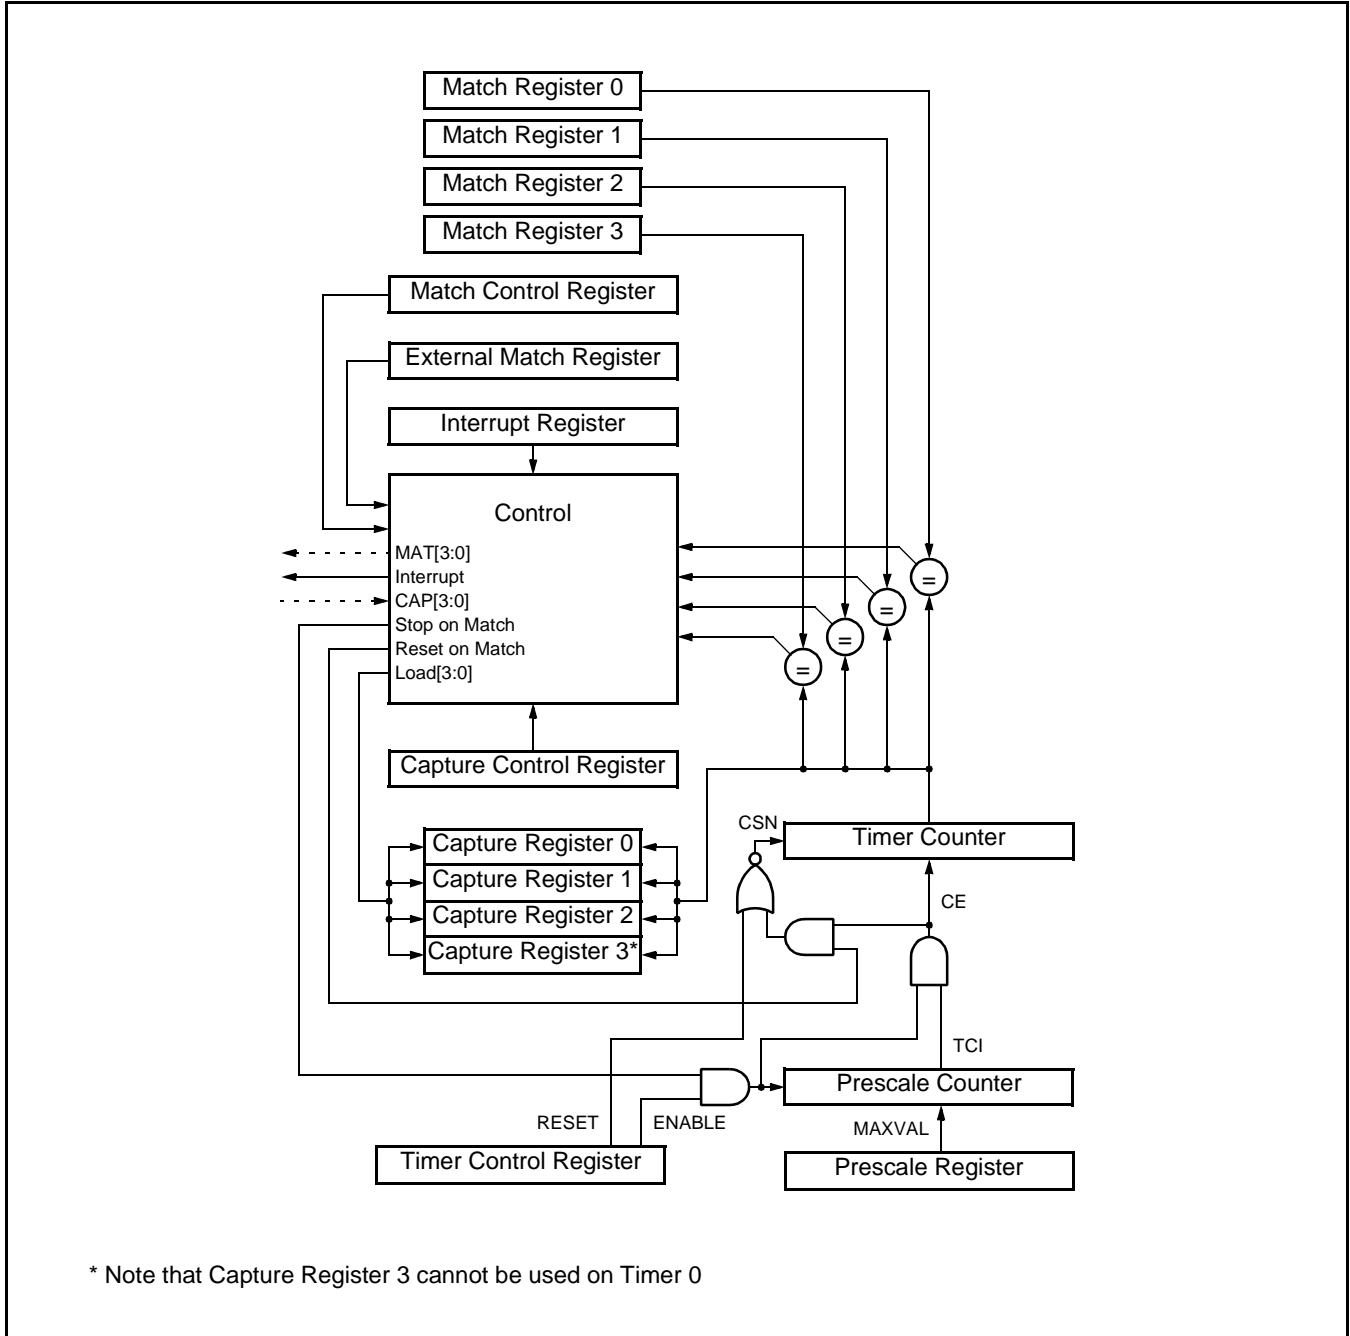 Match Register 0
Match Register 1
Match Register 2
Match Register 3
Match Control Register
External Match Register
Interrupt Register
Control
MAT[3:0]
Interrupt
CAP[3:0]
Stop on Match
Reset on Match
Load[3:0]
=
=
=
=
Capture Control Register
CSN
Timer Counter
Capture Register 0
Capture Register 1
Capture Register 2
Capture Register 3*
CE
TCI
Prescale Counter
RESET
ENABLE
MAXVAL
Timer Control Register
Prescale Register
* Note that Capture Register 3 cannot be used on Timer 0